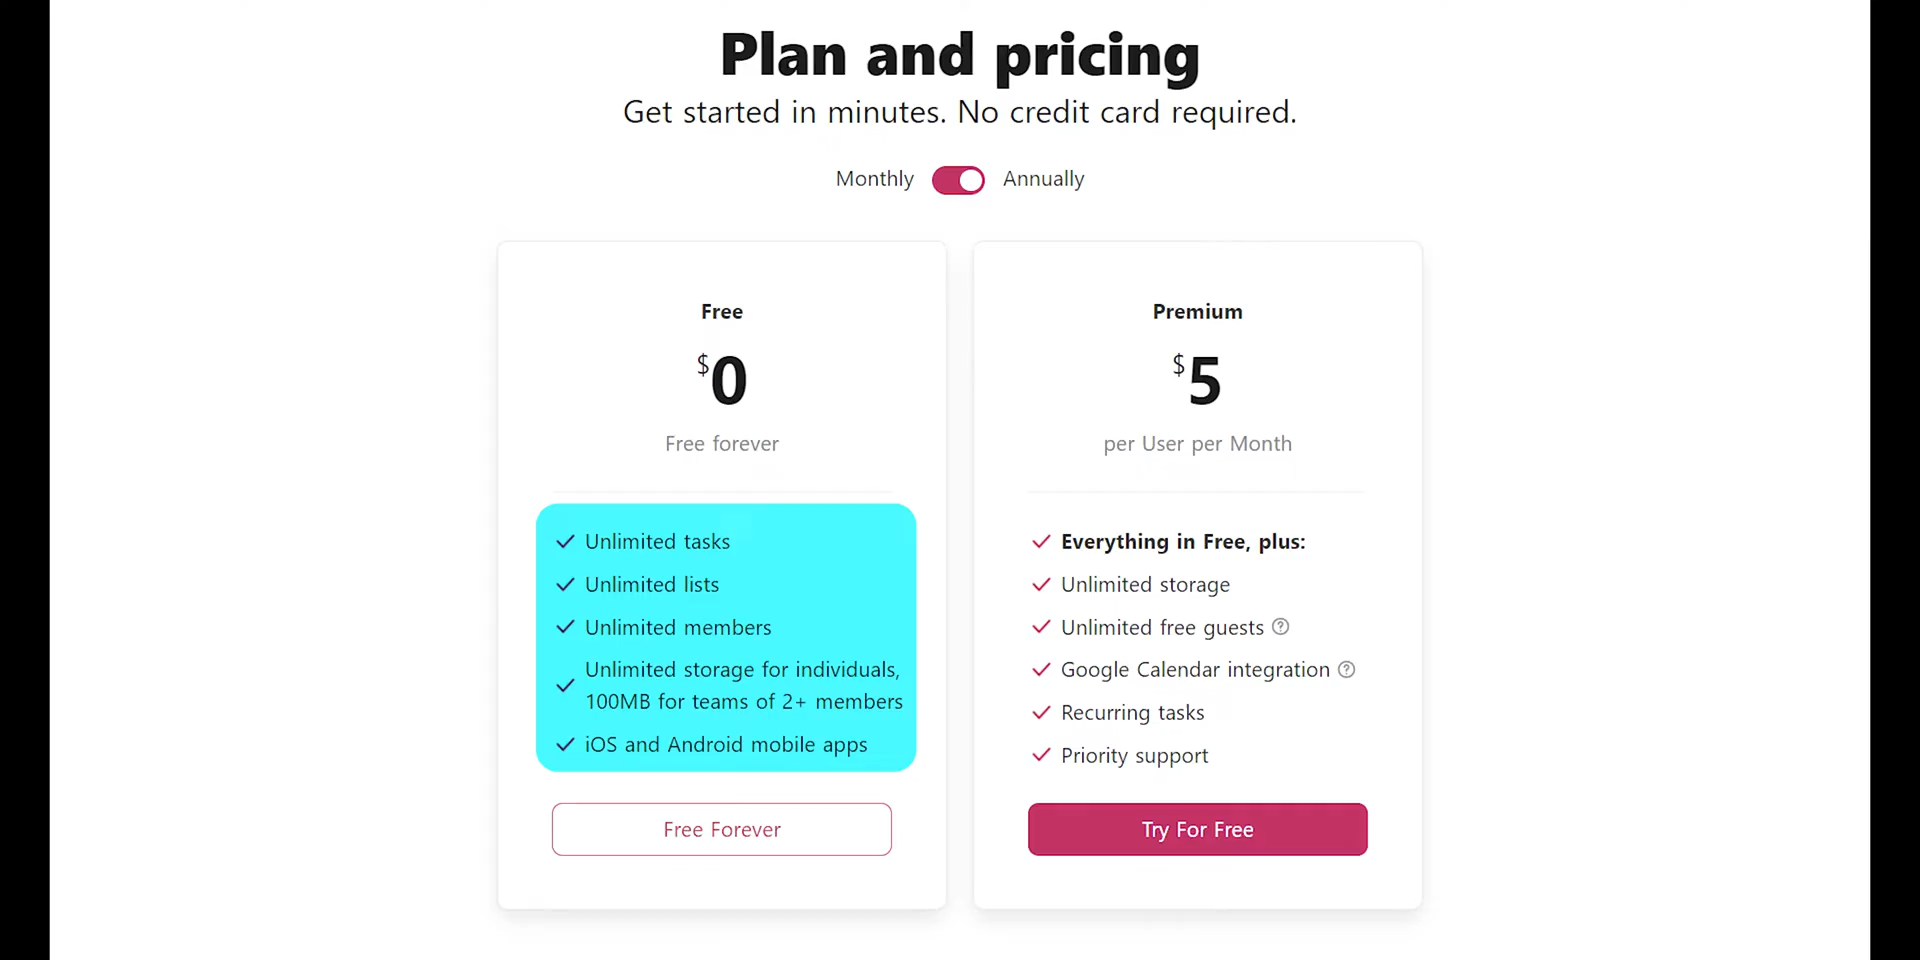 Plan and pricing
Get started in minutes. No credit card required.
Monthly Annually
Free
$0
Free forever
Unlimited tasks
Unlimited lists
Unlimited members
Unlimited storage for individuals,
100MB for teams of 2+ members
iOS and Android mobile apps
Free Forever
Premium
$5
per User per Month
Everything in Free, plus:
Unlimited storage
Unlimited free guests ?
Google Calendar integration ?
Recurring tasks
Priority support
Try For Free